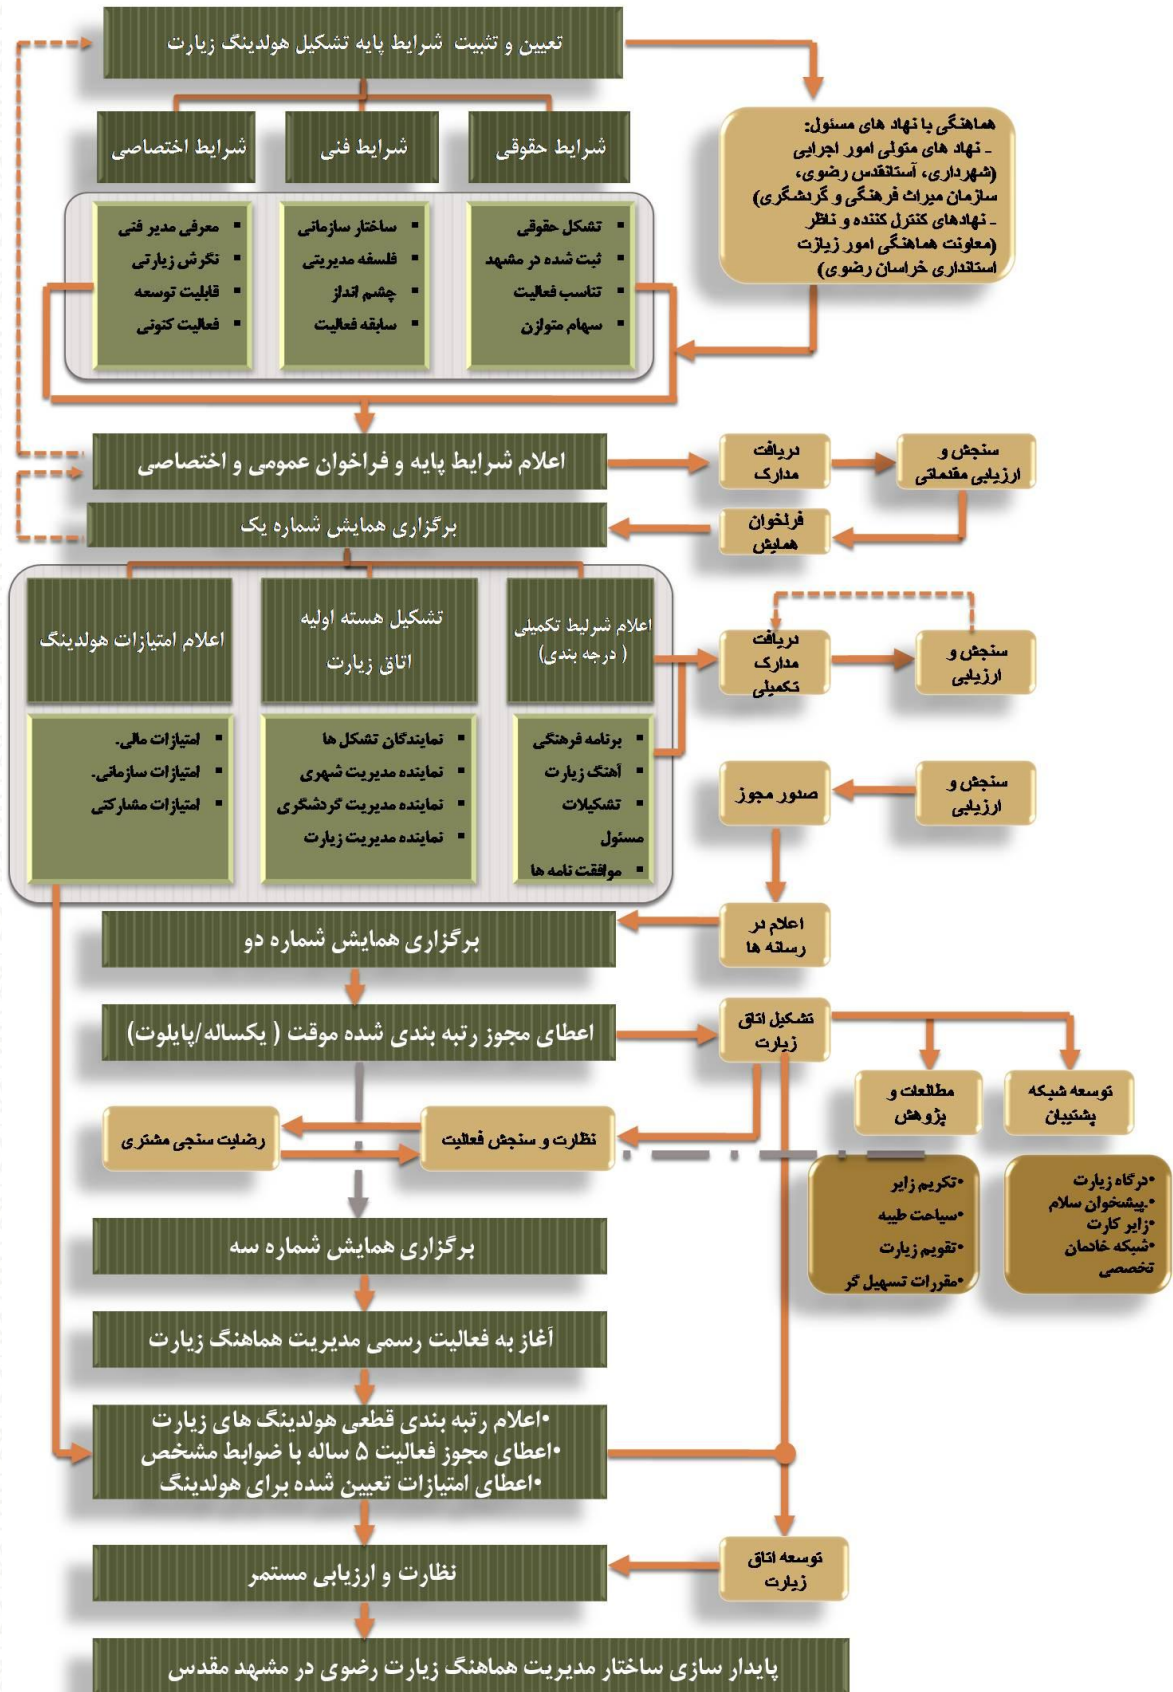 تعیین و تثبیت شرایط پایه تشکیل هولدینگ زیارت
هماهنگی با نهاد های مسئول:
ـ نهاد های متولی امور اجرایی
(شهرداری، آستانقدس رضوی،
سازمان میراث فرهنگی و گردشگری)
ـ نهادهای کنترل کننده و ناظر
(معاونت هماهنگی امور زیارت
استانداری خراسان رضوی)
شرایط حقوقی
شرایط فنی
شرایط اختصاصی
▪ تشکل حقوقی
▪ ثبت شده در مشهد
▪ تناسب فعالیت
▪ سهام متوازن
▪ ساختار سازمانی
▪ فلسفه مدیریتی
▪ چشم انداز
▪ سابقه فعالیت
▪ معرفی مدیر فنی
▪ نگرش زیارتی
▪ قابلیت توسعه
▪ فعالیت کنونی
اعلام شرایط پایه و فراخوان عمومی و اختصاصی
دریافت
مدارک
سنجش و
ارزیابی مقدماتی
فراخوان
همایش
برگزاری همایش شماره یک
اعلام شرایط تکمیلی
( درجه بندی)
تشکیل هسته اولیه
اتاق زیارت
اعلام امتیازات هولدینگ
دریافت
مدارک
تکمیلی
سنجش و
ارزیابی
▪ برنامه فرهنگی
▪ آهنگ زیارت
▪ تشکیلات
مسئول
▪ موافقت نامه ها
▪ نمایندگان تشکل ها
▪ نماینده مدیریت شهری
▪ نماینده مدیریت گردشگری
▪ نماینده مدیریت زیارت
▪ امتیازات مالی.
▪ امتیازات سازمانی.
▪ امتیازات مشارکتی
سنجش و
ارزیابی
صدور مجوز
اعلام در
رسانه ها
برگزاری همایش شماره دو
اعطای مجوز رتبه بندی شده موقت ( یکساله/پایلوت)
تشکیل اتاق
زیارت
توسعه شبکه
پشتیبان
مطالعات و
پژوهش
نظارت و سنجش فعالیت
رضایت سنجی مشتری
•درگاه زیارت
•پیشخوان سلام
•زایر کارت
•شبکه خادمان
تخصصی
•تکریم زایر
•سیاحت طیبه
•تقویم زیارت
•مقررات تسهیل گر
برگزاری همایش شماره سه
آغاز به فعالیت رسمی مدیریت هماهنگ زیارت
•اعلام رتبه بندی قطعی هولدینگ های زیارت
•اعطای مجوز فعالیت ۵ ساله با ضوابط مشخص
•اعطای امتیازات تعیین شده برای هولدینگ
توسعه اتاق
زیارت
نظارت و ارزیابی مستمر
پایدار سازی ساختار مدیریت هماهنگ زیارت رضوی در مشهد مقدس